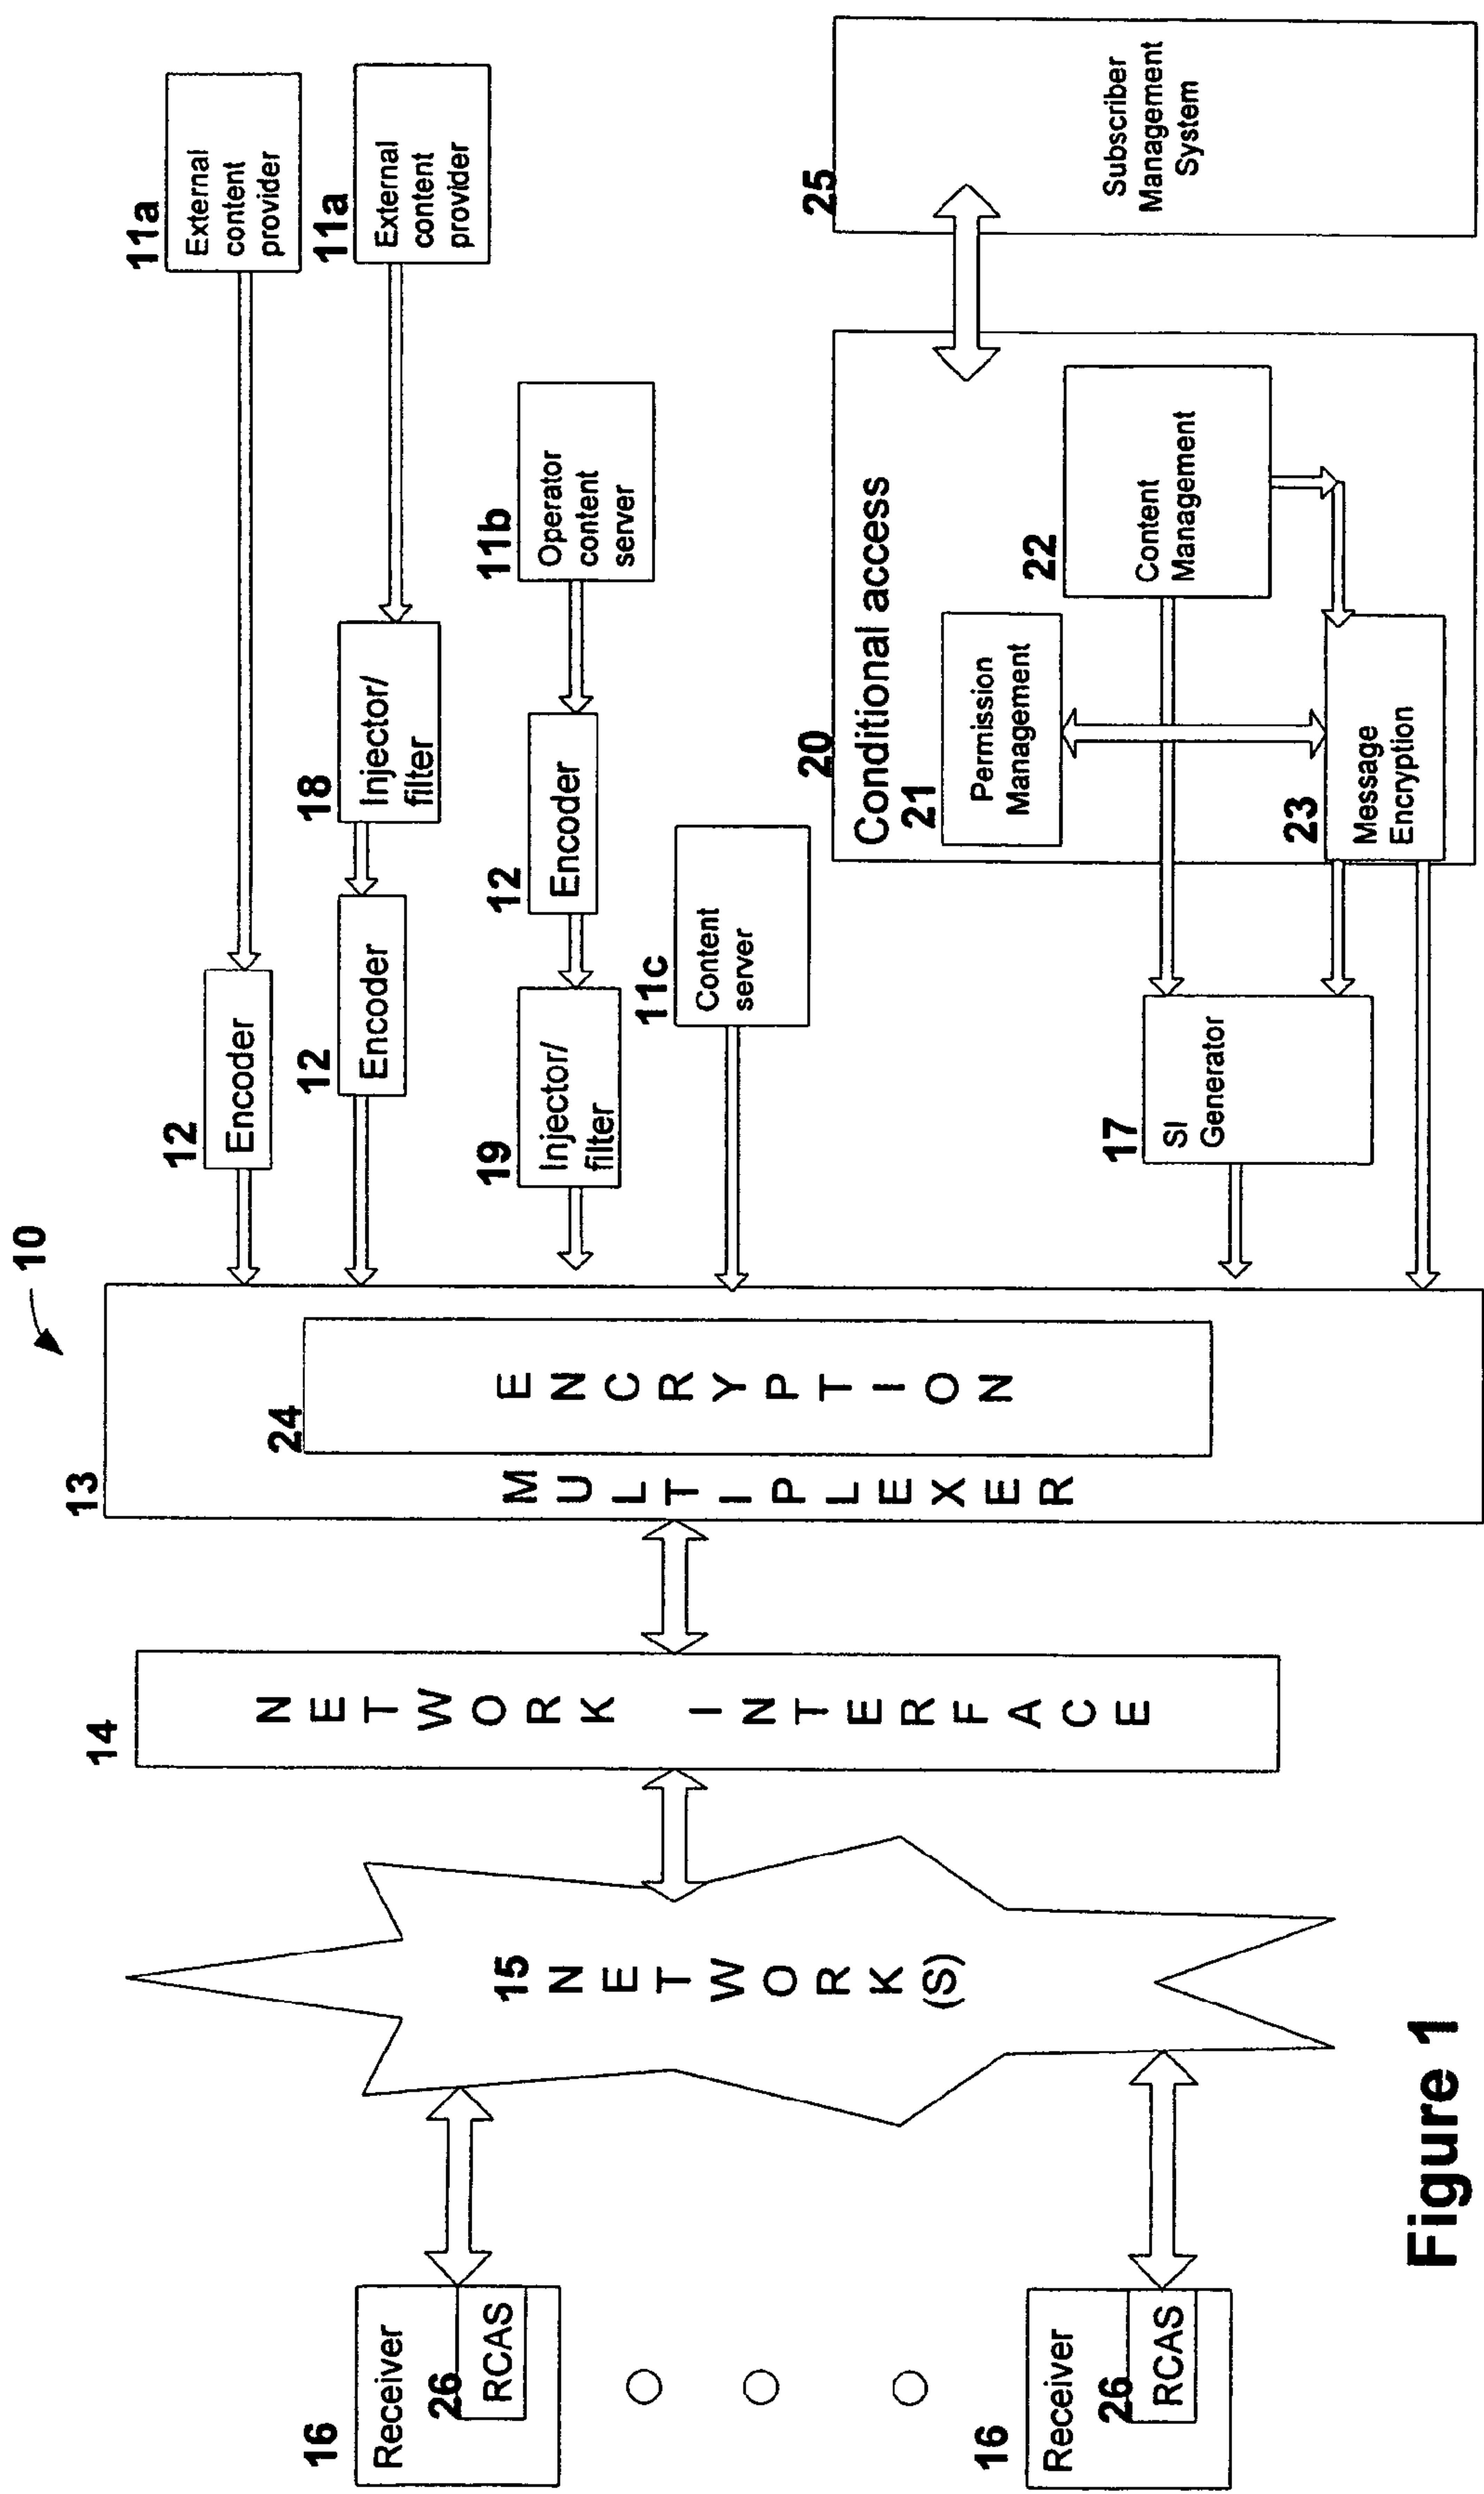 10
11a
External
content
provider
12
Encoder
11a
External
content
provider
18
Injector/
filter
12
Encoder
11b
Operator
content
server
12
Encoder
19
Injector/
filter
11c
Content
server
20
Conditional access
21
Permission
Management
22
Content
Management
23
Message
Encryption
25
Subscriber
Management
System
17
SI
Generator
13
24
ENCRYPTION
MULTIPLEXER
14
NETWORK INTERFACE
15
NETWORK(S)
16
Receiver
26
RCAS
16
Receiver
26
RCAS
Figure 1